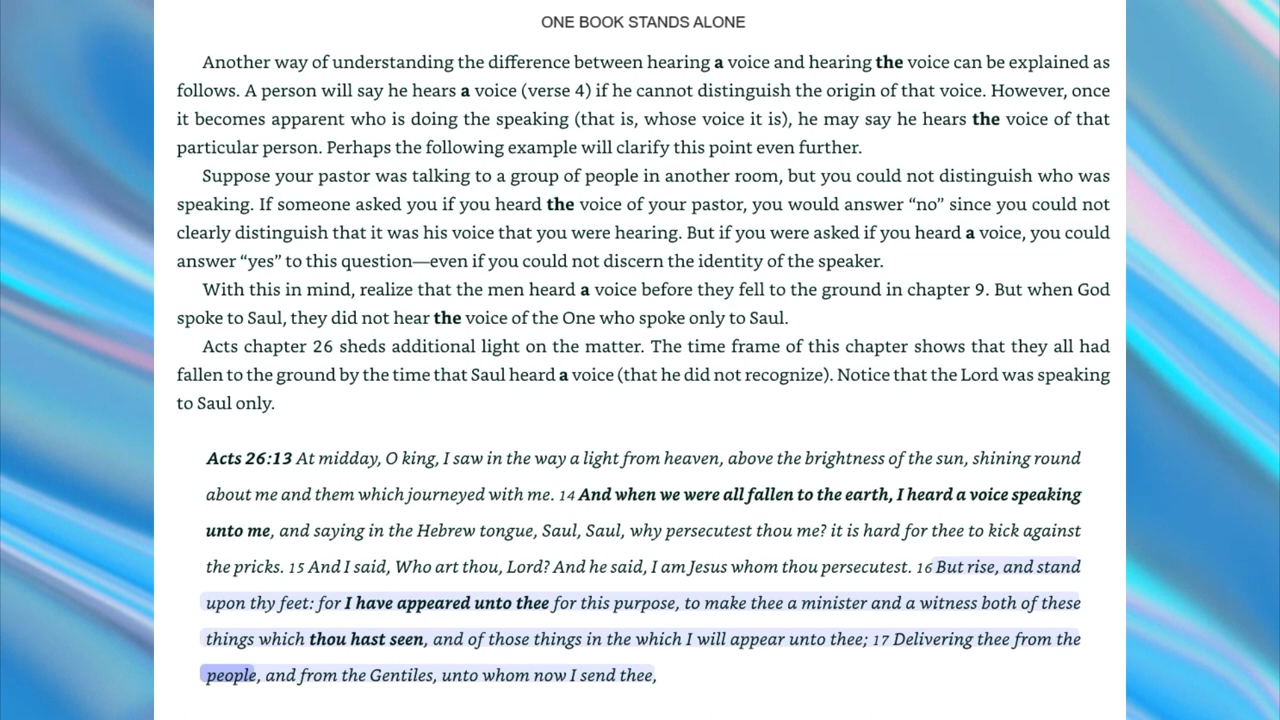 ONE BOOK STANDS ALONE
Another way of understanding the difference between hearing a voice and hearing the voice can be explained as
follows. A person will say he hears a voice (verse 4) if he cannot distinguish the origin of that voice. However, once
it becomes apparent who is doing the speaking (that is, whose voice it is), he may say he hears the voice of that
particular person. Perhaps the following example will clarify this point even further.
Suppose your pastor was talking to a group of people in another room, but you could not distinguish who was
speaking. If someone asked you if you heard the voice of your pastor, you would answer “no” since you could not
clearly distinguish that it was his voice that you were hearing. But if you were asked if you heard a voice, you could
answer “yes” to this question—even if you could not discern the identity of the speaker.
With this in mind, realize that the men heard a voice before they fell to the ground in chapter 9. But when God
spoke to Saul, they did not hear the voice of the One who spoke only to Saul.
Acts chapter 26 sheds additional light on the matter. The time frame of this chapter shows that they all had
fallen to the ground by the time that Saul heard a voice (that he did not recognize). Notice that the Lord was speaking
to Saul only.
Acts 26:13 At midday, O king, I saw in the way a light from heaven, above the brightness of the sun, shining round
about me and them which journeyed with me. 14 And when we were all fallen to the earth, I heard a voice speaking
unto me, and saying in the Hebrew tongue, Saul, Saul, why persecutest thou me? it is hard for thee to kick against
the pricks. 15 And I said, Who art thou, Lord? And he said, I am Jesus whom thou persecutest. 16 But rise, and stand
upon thy feet: for I have appeared unto thee for this purpose, to make thee a minister and a witness both of these
things which thou hast seen, and of those things in the which I will appear unto thee; 17 Delivering thee from the
people, and from the Gentiles, unto whom now I send thee,